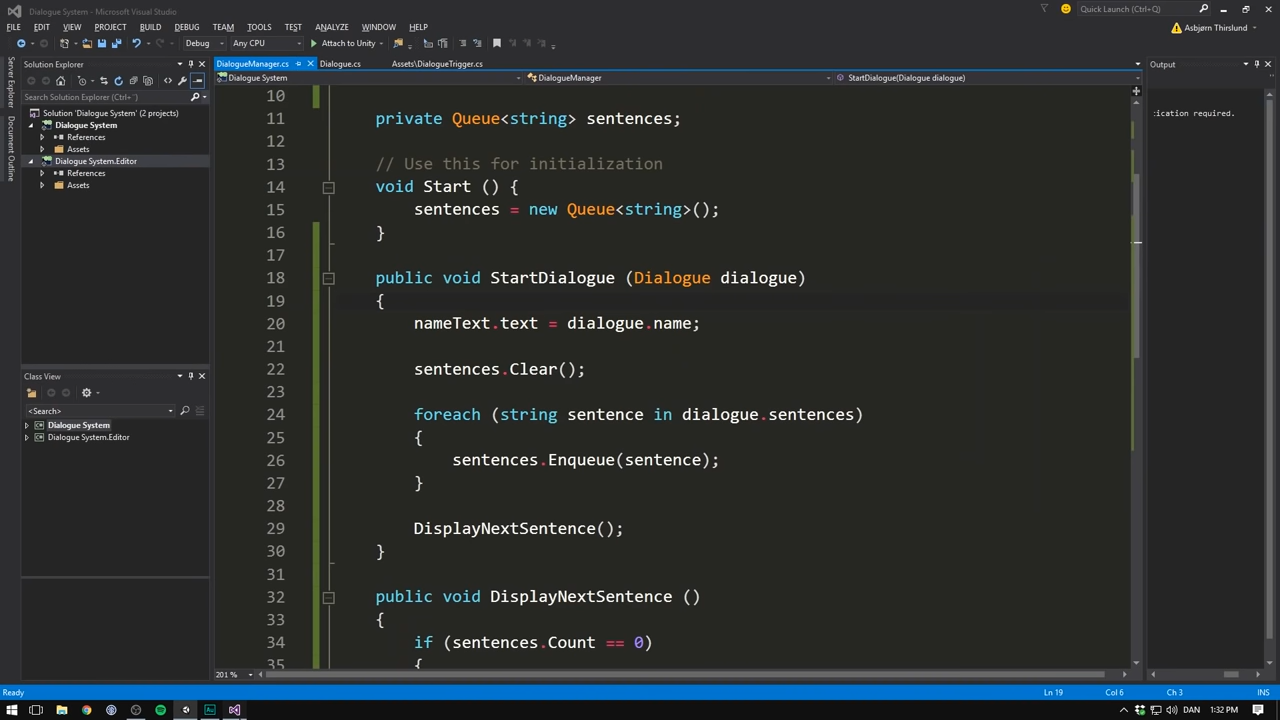 Dialogue System - Microsoft Visual Studio
Quick Launch (Ctrl+Q)
FILE EDIT VIEW PROJECT BUILD DEBUG TEAM TOOLS TEST ANALYZE WINDOW HELP
Asbjørn Thirslund
Debug Any CPU Attach to Unity
Server Explorer
Document Outline
Solution Explorer
Search Solution Explorer (Ctrl+')
Solution 'Dialogue System' (2 projects)
Dialogue System
References
Assets
Dialogue System.Editor
References
Assets
Class View
<Search>
Dialogue System
Dialogue System.Editor
DialogueManager.cs Dialogue.cs Assets\DialogueTrigger.cs
Dialogue System DialogueManager StartDialogue(Dialogue dialogue)
10
11 private Queue<string> sentences;
12
13 // Use this for initialization
14 void Start () {
15 sentences = new Queue<string>();
16 }
17
18 public void StartDialogue (Dialogue dialogue)
19 {
20 nameText.text = dialogue.name;
21
22 sentences.Clear();
23
24 foreach (string sentence in dialogue.sentences)
25 {
26 sentences.Enqueue(sentence);
27 }
28
29 DisplayNextSentence();
30 }
31
32 public void DisplayNextSentence ()
33 {
34 if (sentences.Count == 0)
35 {
201 %
Output
ication required.
Ready Ln 19 Col 6 Ch 3 INS
DAN 1:32 PM